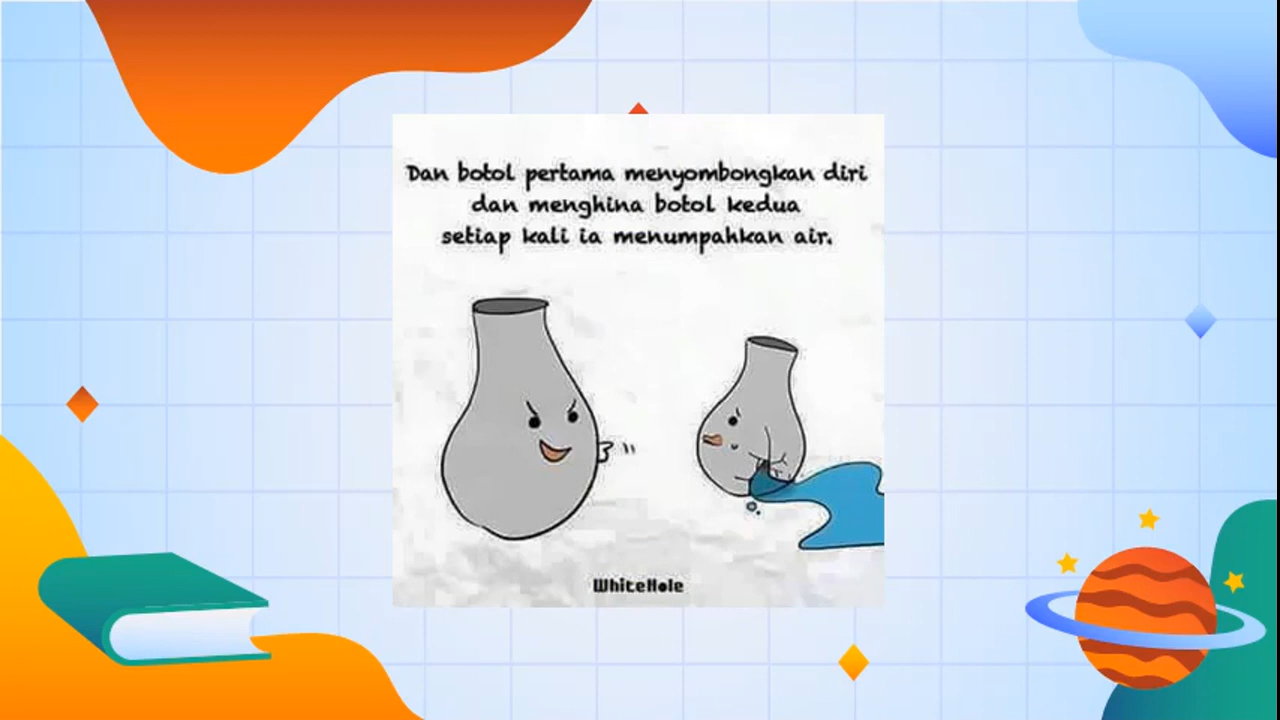 Dan botol pertama menyombongkan diri
dan menghina botol kedua
setiap kali ia menumpahkan air.
WhiteHole